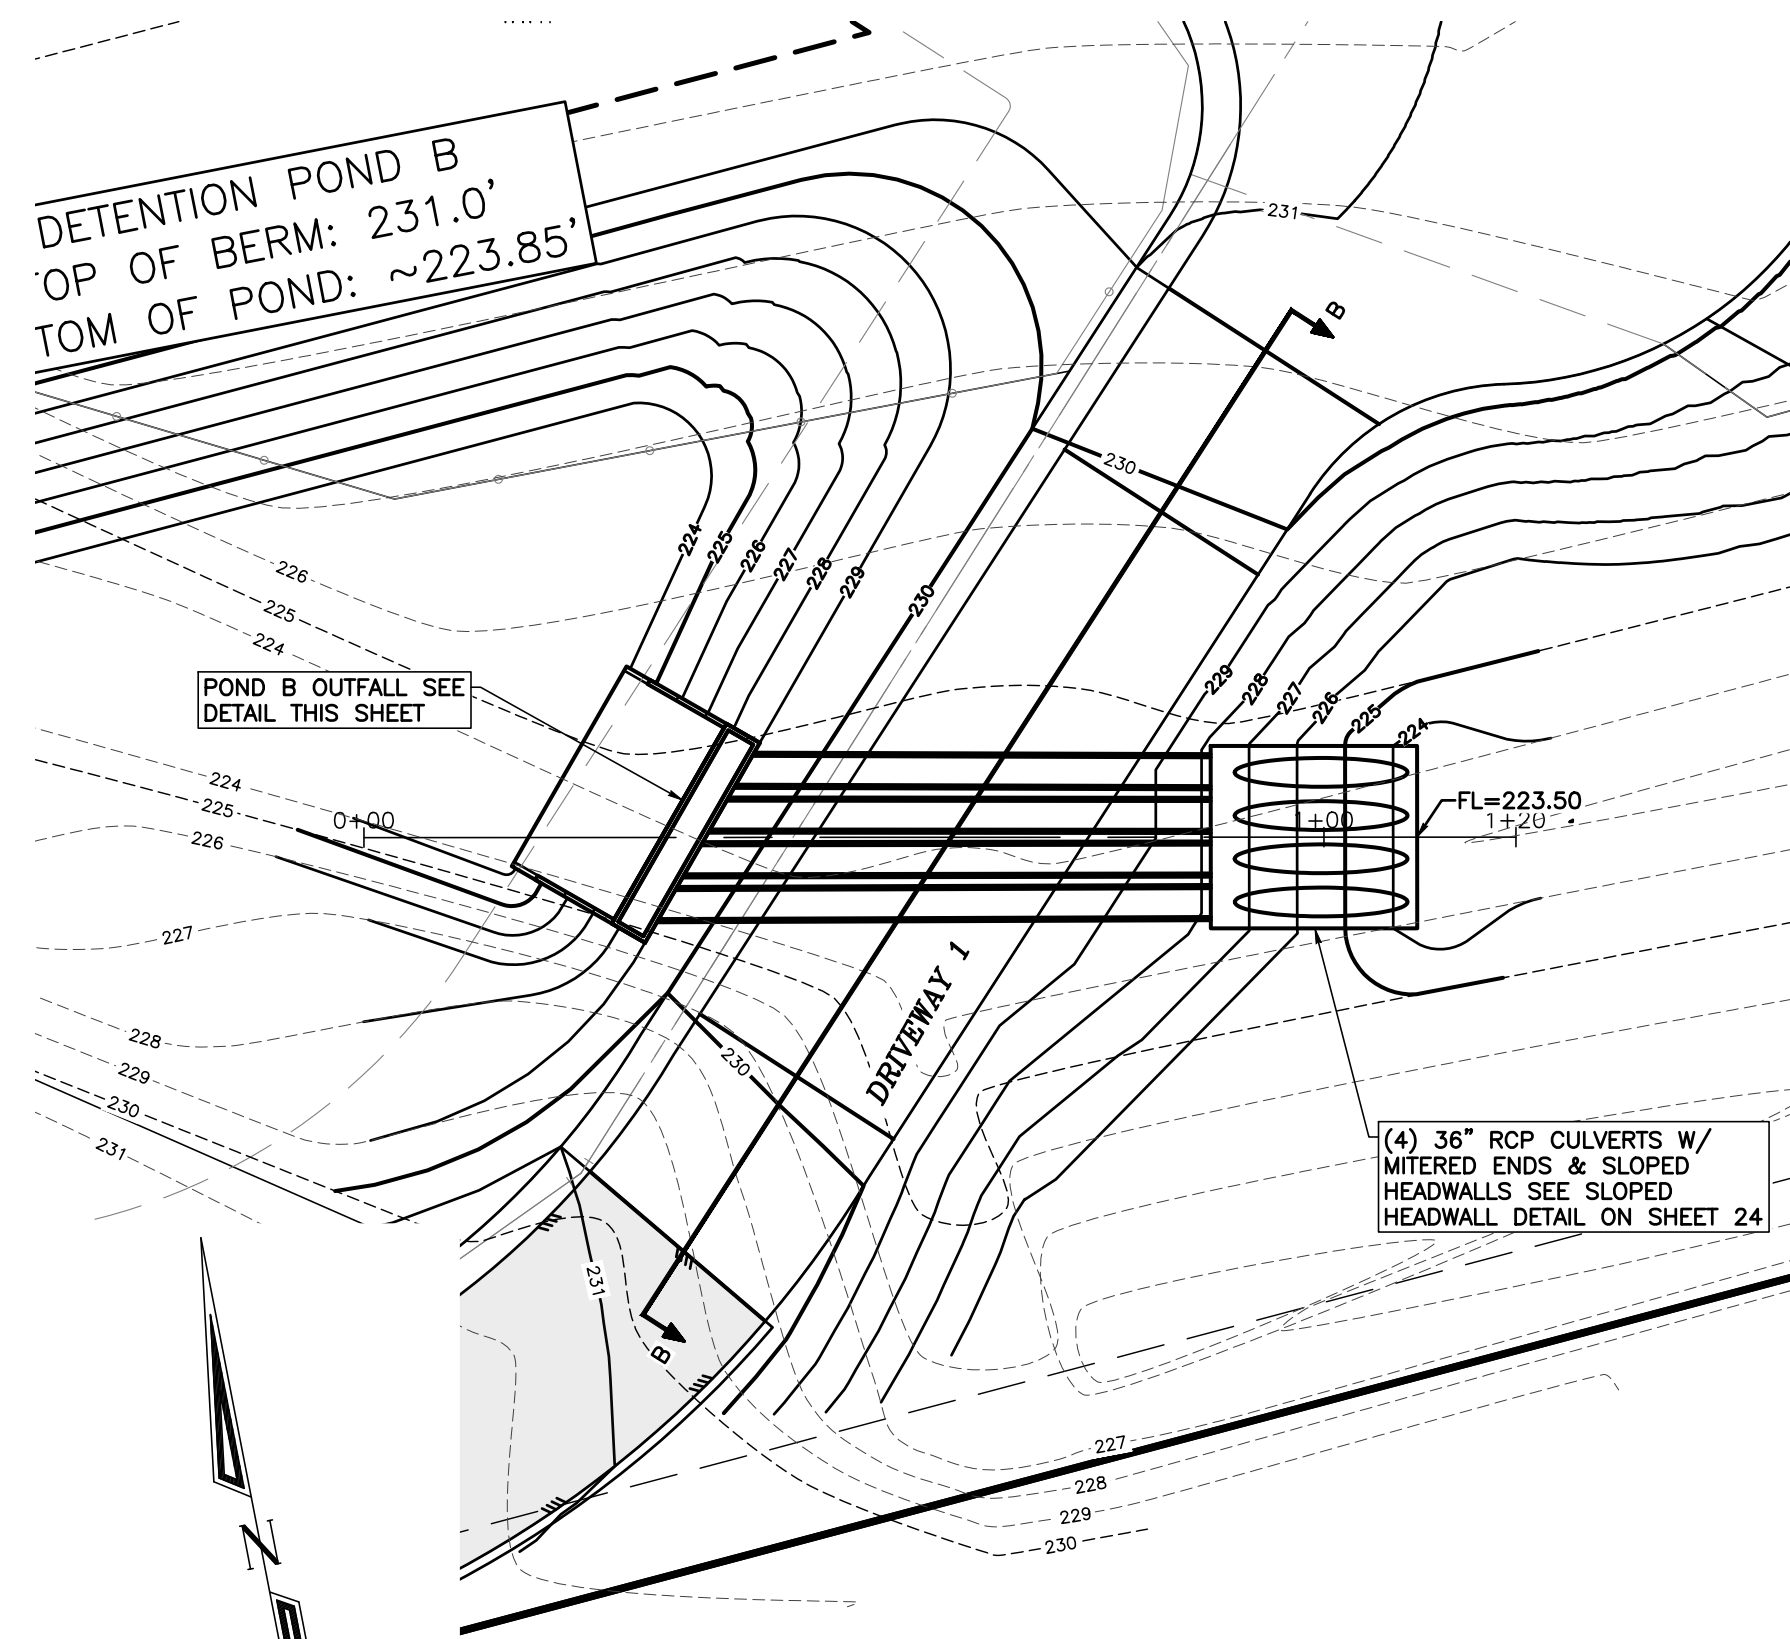 DETENTION POND B
OP OF BERM: 231.0'
TOM OF POND: ~223.85'
231
B
230
224
225
226
227
228
229
230
226
225
224
POND B OUTFALL SEE
DETAIL THIS SHEET
229
228
227
226
225
224
224
225
226
0+00
1+00
1+20
FL=223.50
227
228
229
230
231
DRIVEWAY 1
230
(4) 36" RCP CULVERTS W/
MITERED ENDS & SLOPED
HEADWALLS SEE SLOPED
HEADWALL DETAIL ON SHEET 24
231
B
227
228
229
230
N